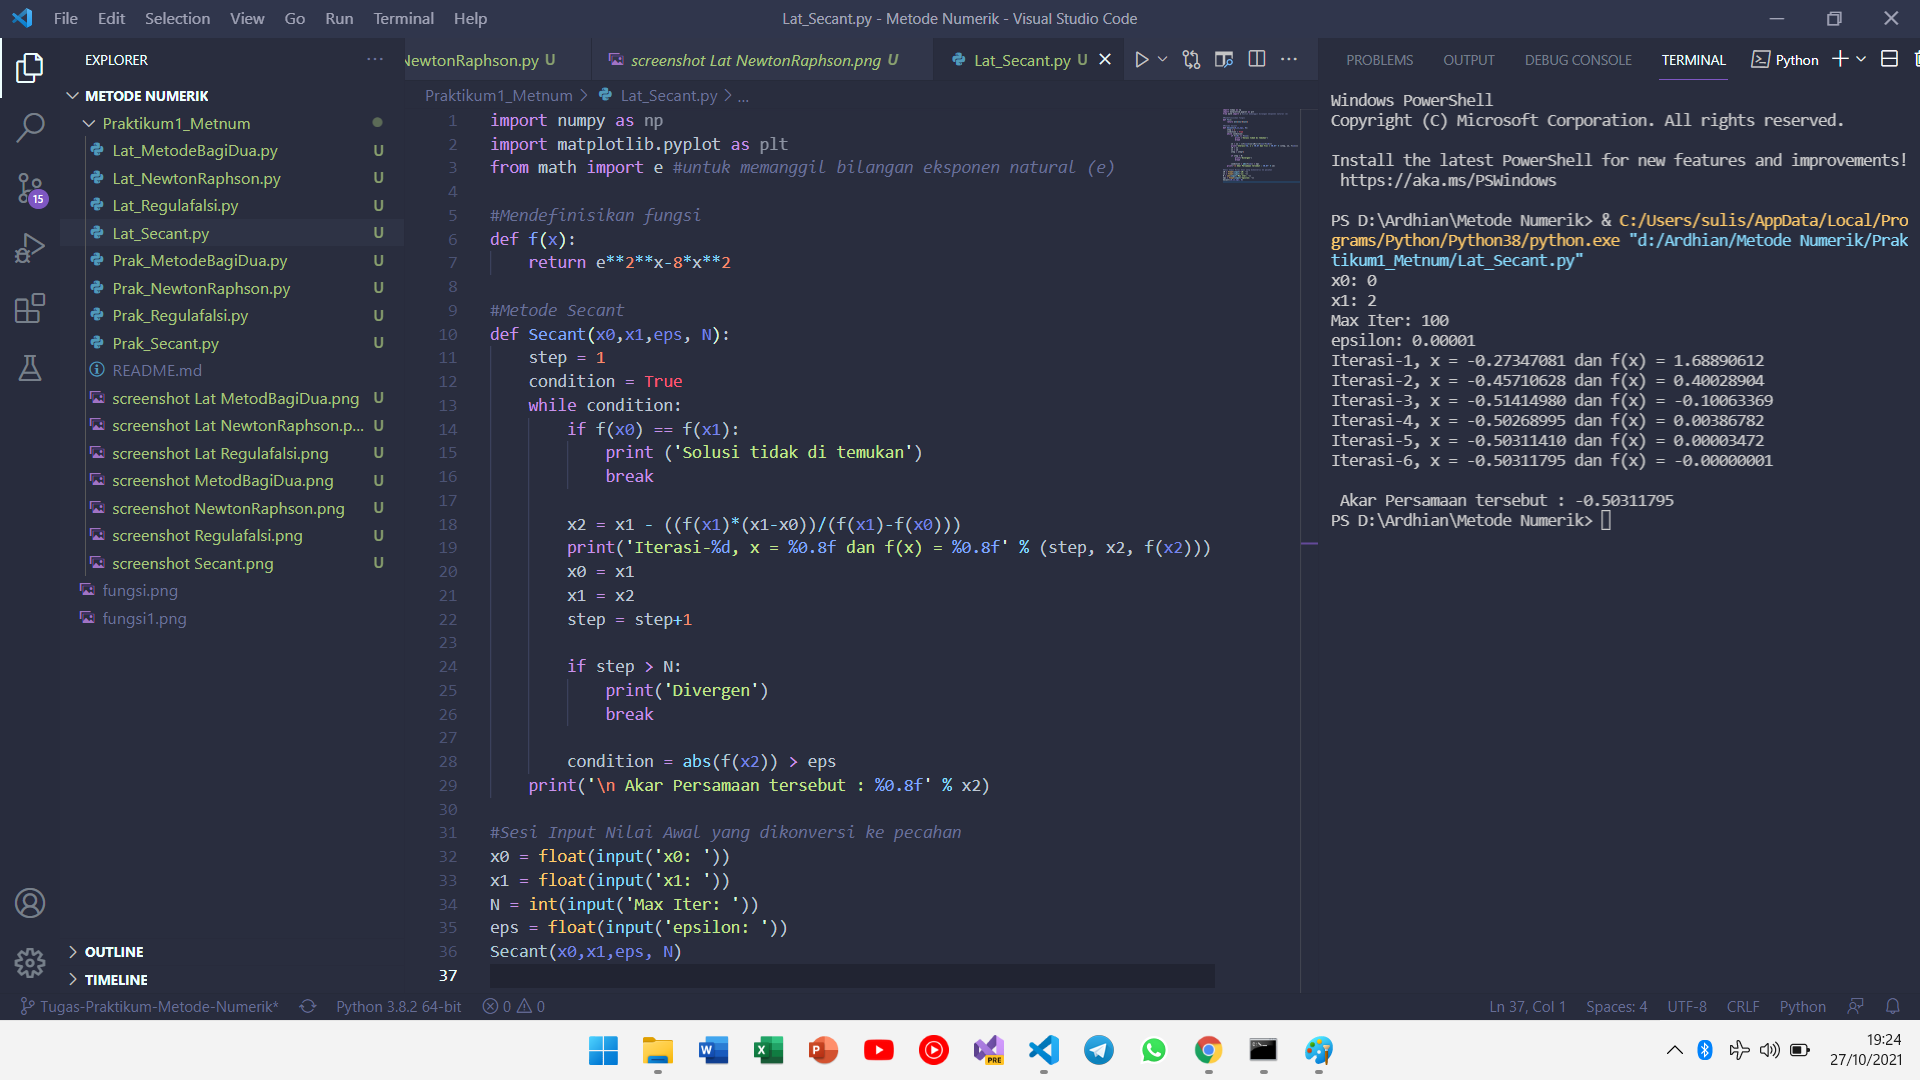 File Edit Selection View Go Run Terminal Help
Lat_Secant.py - Metode Numerik - Visual Studio Code
EXPLORER
METODE NUMERIK
Praktikum1_Metnum
Lat_MetodeBagiDua.py U
Lat_NewtonRaphson.py U
Lat_Regulafalsi.py U
Lat_Secant.py U
Prak_MetodeBagiDua.py U
Prak_NewtonRaphson.py U
Prak_Regulafalsi.py U
Prak_Secant.py U
README.md
screenshot Lat MetodBagiDua.png U
screenshot Lat NewtonRaphson.p... U
screenshot Lat Regulafalsi.png U
screenshot MetodBagiDua.png U
screenshot NewtonRaphson.png U
screenshot Regulafalsi.png U
screenshot Secant.png U
fungsi.png
fungsi1.png
OUTLINE
TIMELINE
15
NewtonRaphson.py U screenshot Lat NewtonRaphson.png U Lat_Secant.py U
Praktikum1_Metnum > Lat_Secant.py > ...
1 import numpy as np
2 import matplotlib.pyplot as plt
3 from math import e #untuk memanggil bilangan eksponen natural (e)
4
5 #Mendefinisikan fungsi
6 def f(x):
7 return e**2**x-8*x**2
8
9 #Metode Secant
10 def Secant(x0,x1,eps, N):
11 step = 1
12 condition = True
13 while condition:
14 if f(x0) == f(x1):
15 print ('Solusi tidak di temukan')
16 break
17
18 x2 = x1 - ((f(x1)*(x1-x0))/(f(x1)-f(x0)))
19 print('Iterasi-%d, x = %0.8f dan f(x) = %0.8f' % (step, x2, f(x2)))
20 x0 = x1
21 x1 = x2
22 step = step+1
23
24 if step > N:
25 print('Divergen')
26 break
27
28 condition = abs(f(x2)) > eps
29 print('\n Akar Persamaan tersebut : %0.8f' % x2)
30
31 #Sesi Input Nilai Awal yang dikonversi ke pecahan
32 x0 = float(input('x0: '))
33 x1 = float(input('x1: '))
34 N = int(input('Max Iter: '))
35 eps = float(input('epsilon: '))
36 Secant(x0,x1,eps, N)
37
PROBLEMS OUTPUT DEBUG CONSOLE TERMINAL Python
Windows PowerShell
Copyright (C) Microsoft Corporation. All rights reserved.
Install the latest PowerShell for new features and improvements!
https://aka.ms/PSWindows
PS D:\Ardhian\Metode Numerik> & C:/Users/sulis/AppData/Local/Pro
grams/Python/Python38/python.exe "d:/Ardhian/Metode Numerik/Prak
tikum1_Metnum/Lat_Secant.py"
x0: 0
x1: 2
Max Iter: 100
epsilon: 0.00001
Iterasi-1, x = -0.27347081 dan f(x) = 1.68890612
Iterasi-2, x = -0.45710628 dan f(x) = 0.40028904
Iterasi-3, x = -0.51414980 dan f(x) = -0.10063369
Iterasi-4, x = -0.50268995 dan f(x) = 0.00386782
Iterasi-5, x = -0.50311410 dan f(x) = 0.00003472
Iterasi-6, x = -0.50311795 dan f(x) = -0.00000001
Akar Persamaan tersebut : -0.50311795
PS D:\Ardhian\Metode Numerik>
Tugas-Praktikum-Metode-Numerik* Python 3.8.2 64-bit 0 0 Ln 37, Col 1 Spaces: 4 UTF-8 CRLF Python
PRE
19:24
27/10/2021